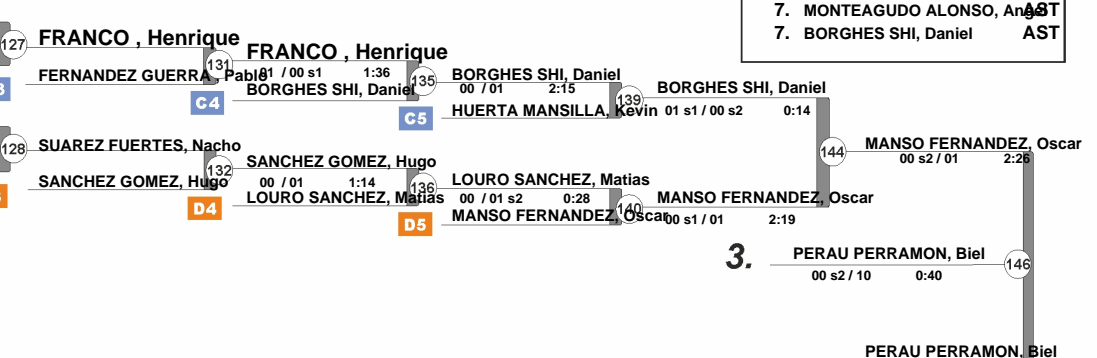 7. MONTEAGUDO ALONSO, Angel AST
7. BORGHES SHI, Daniel AST
127
FRANCO , Henrique
131
FERNANDEZ GUERRA, Pablo
C4
FRANCO , Henrique
01 / 00 s1 1:36
BORGHES SHI, Daniel
135
C5
BORGHES SHI, Daniel
00 / 01 2:15
HUERTA MANSILLA, Kevin
139
BORGHES SHI, Daniel
01 s1 / 00 s2 0:14
128
SUAREZ FUERTES, Nacho
132
SANCHEZ GOMEZ, Hugo
D4
SANCHEZ GOMEZ, Hugo
00 / 01 1:14
LOURO SANCHEZ, Matias
136
D5
LOURO SANCHEZ, Matias
00 / 01 s2 0:28
MANSO FERNANDEZ, Oscar
140
MANSO FERNANDEZ, Oscar
00 s1 / 01 2:19
144
MANSO FERNANDEZ, Oscar
00 s2 / 01 2:26
3.
PERAU PERRAMON, Biel
00 s2 / 10 0:40
146
PERAU PERRAMON, Biel